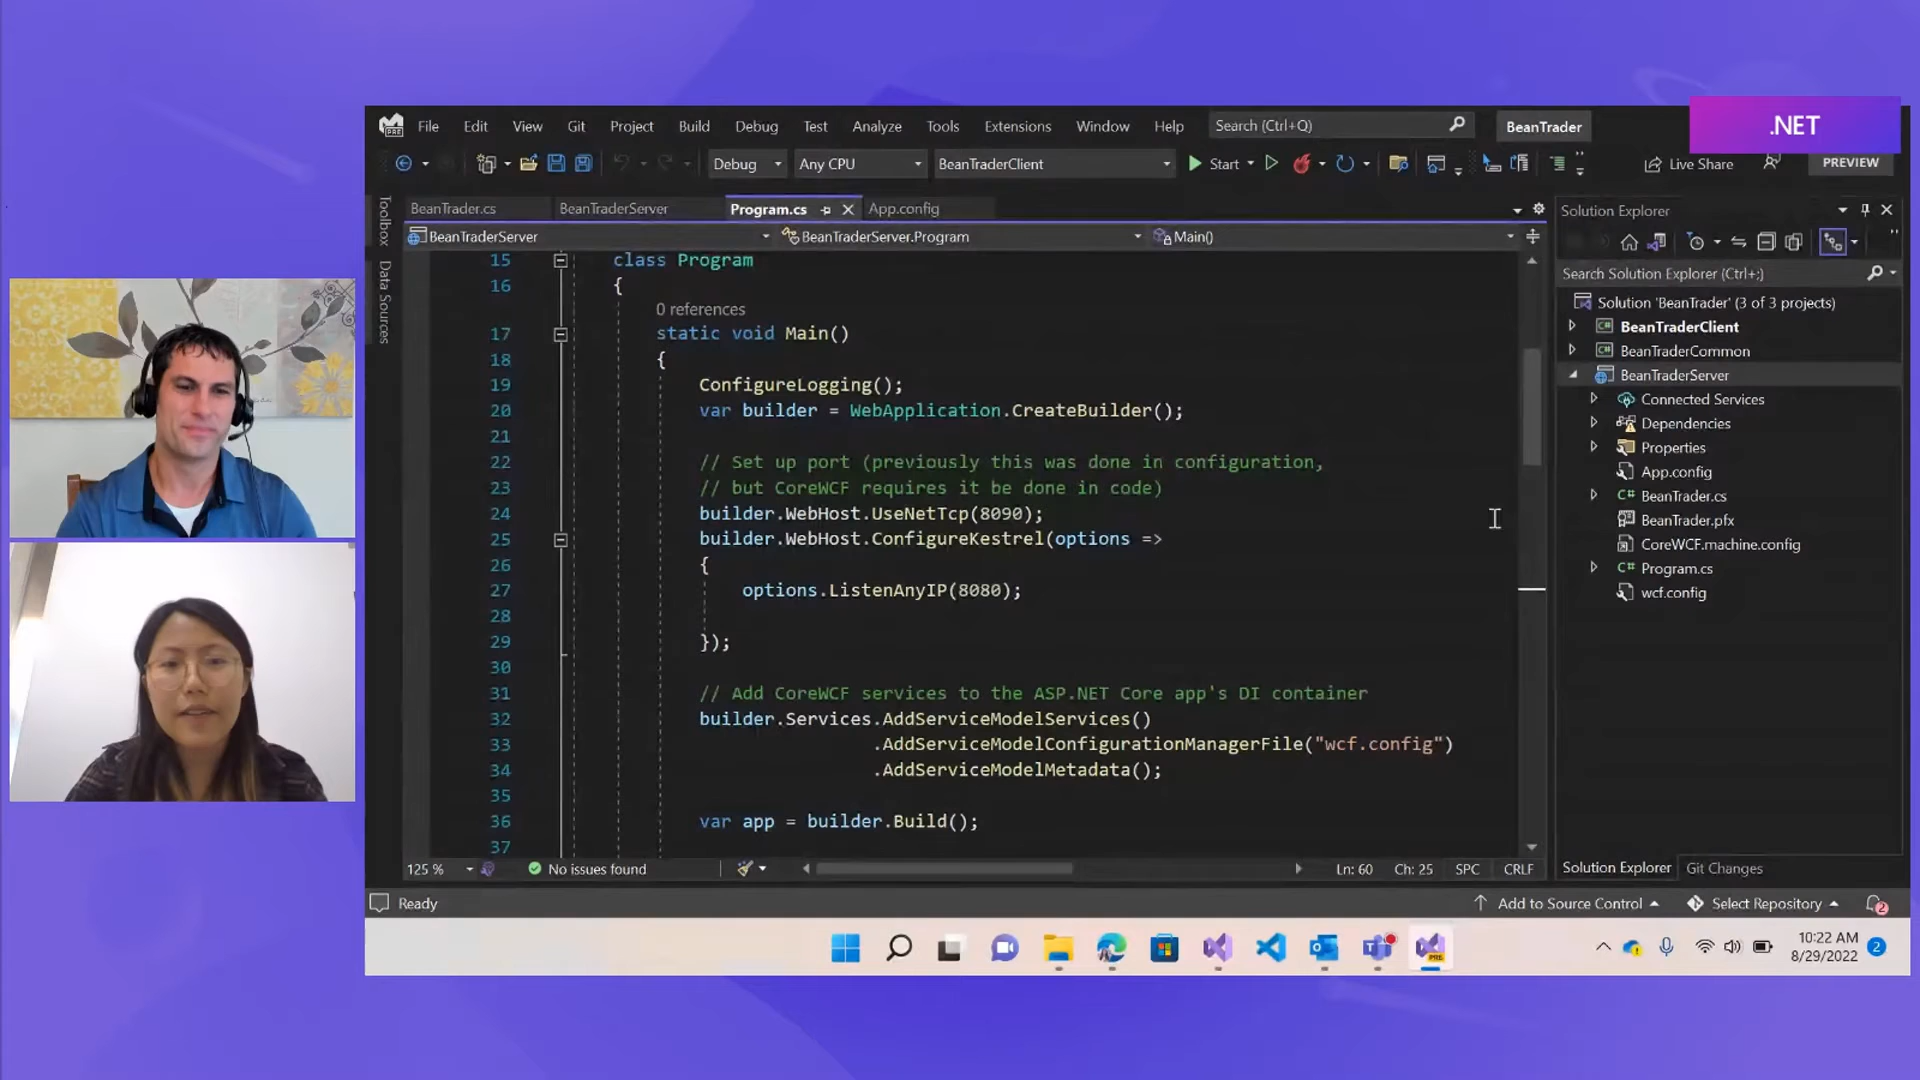 .NET
File Edit View Git Project Build Debug Test Analyze Tools Extensions Window Help Search (Ctrl+Q) BeanTrader
Debug Any CPU BeanTraderClient Start Live Share PREVIEW
Toolbox
Data Sources
BeanTrader.cs BeanTraderServer Program.cs App.config
BeanTraderServer BeanTraderServer.Program Main()
15 class Program
16 {
0 references
17 static void Main()
18 {
19 ConfigureLogging();
20 var builder = WebApplication.CreateBuilder();
21
22 // Set up port (previously this was done in configuration,
23 // but CoreWCF requires it be done in code)
24 builder.WebHost.UseNetTcp(8090);
25 builder.WebHost.ConfigureKestrel(options =>
26 {
27 options.ListenAnyIP(8080);
28
29 });
30
31 // Add CoreWCF services to the ASP.NET Core app's DI container
32 builder.Services.AddServiceModelServices()
33 .AddServiceModelConfigurationManagerFile("wcf.config")
34 .AddServiceModelMetadata();
35
36 var app = builder.Build();
37
125 % No issues found Ln: 60 Ch: 25 SPC CRLF
Solution Explorer
Search Solution Explorer (Ctrl+;)
Solution 'BeanTrader' (3 of 3 projects)
C# BeanTraderClient
C# BeanTraderCommon
BeanTraderServer
Connected Services
Dependencies
Properties
App.config
C# BeanTrader.cs
BeanTrader.pfx
CoreWCF.machine.config
C# Program.cs
wcf.config
Solution Explorer Git Changes
Ready Add to Source Control Select Repository 2
PRE
10:22 AM
8/29/2022 2